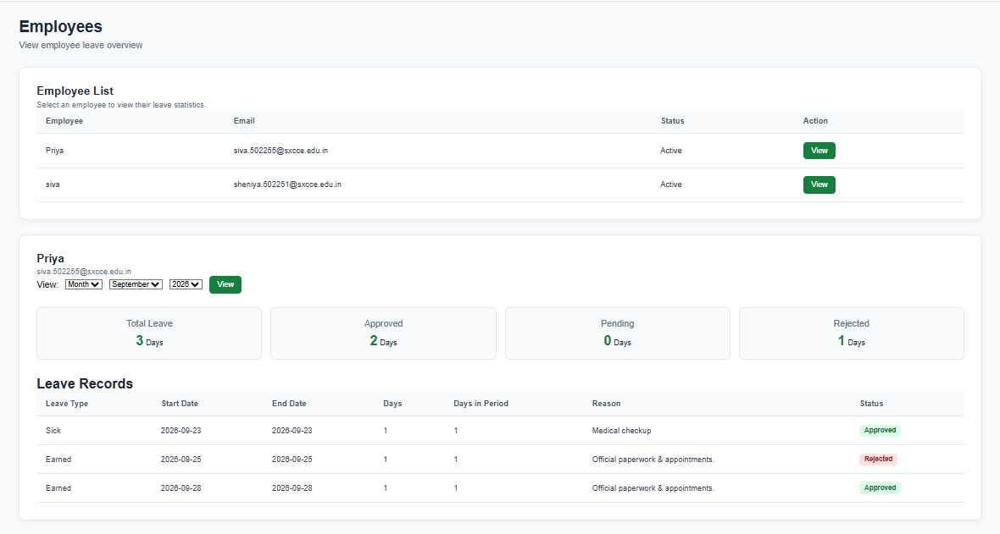 Employees
View employee leave overview
Employee List
Select an employee to view their leave statistics.
Employee Email Status Action
Priya siva.502255@sxcce.edu.in Active View
siva sheniya.502251@sxcce.edu.in Active View
Priya
siva.502255@sxcce.edu.in
View: Month September 2026 View
Total Leave Approved Pending Rejected
3 Days 2 Days 0 Days 1 Days
Leave Records
Leave Type Start Date End Date Days Days in Period Reason Status
Sick 2026-09-23 2026-09-23 1 1 Medical checkup Approved
Earned 2026-09-25 2026-09-25 1 1 Official paperwork & appointments. Rejected
Earned 2026-09-28 2026-09-28 1 1 Official paperwork & appointments. Approved